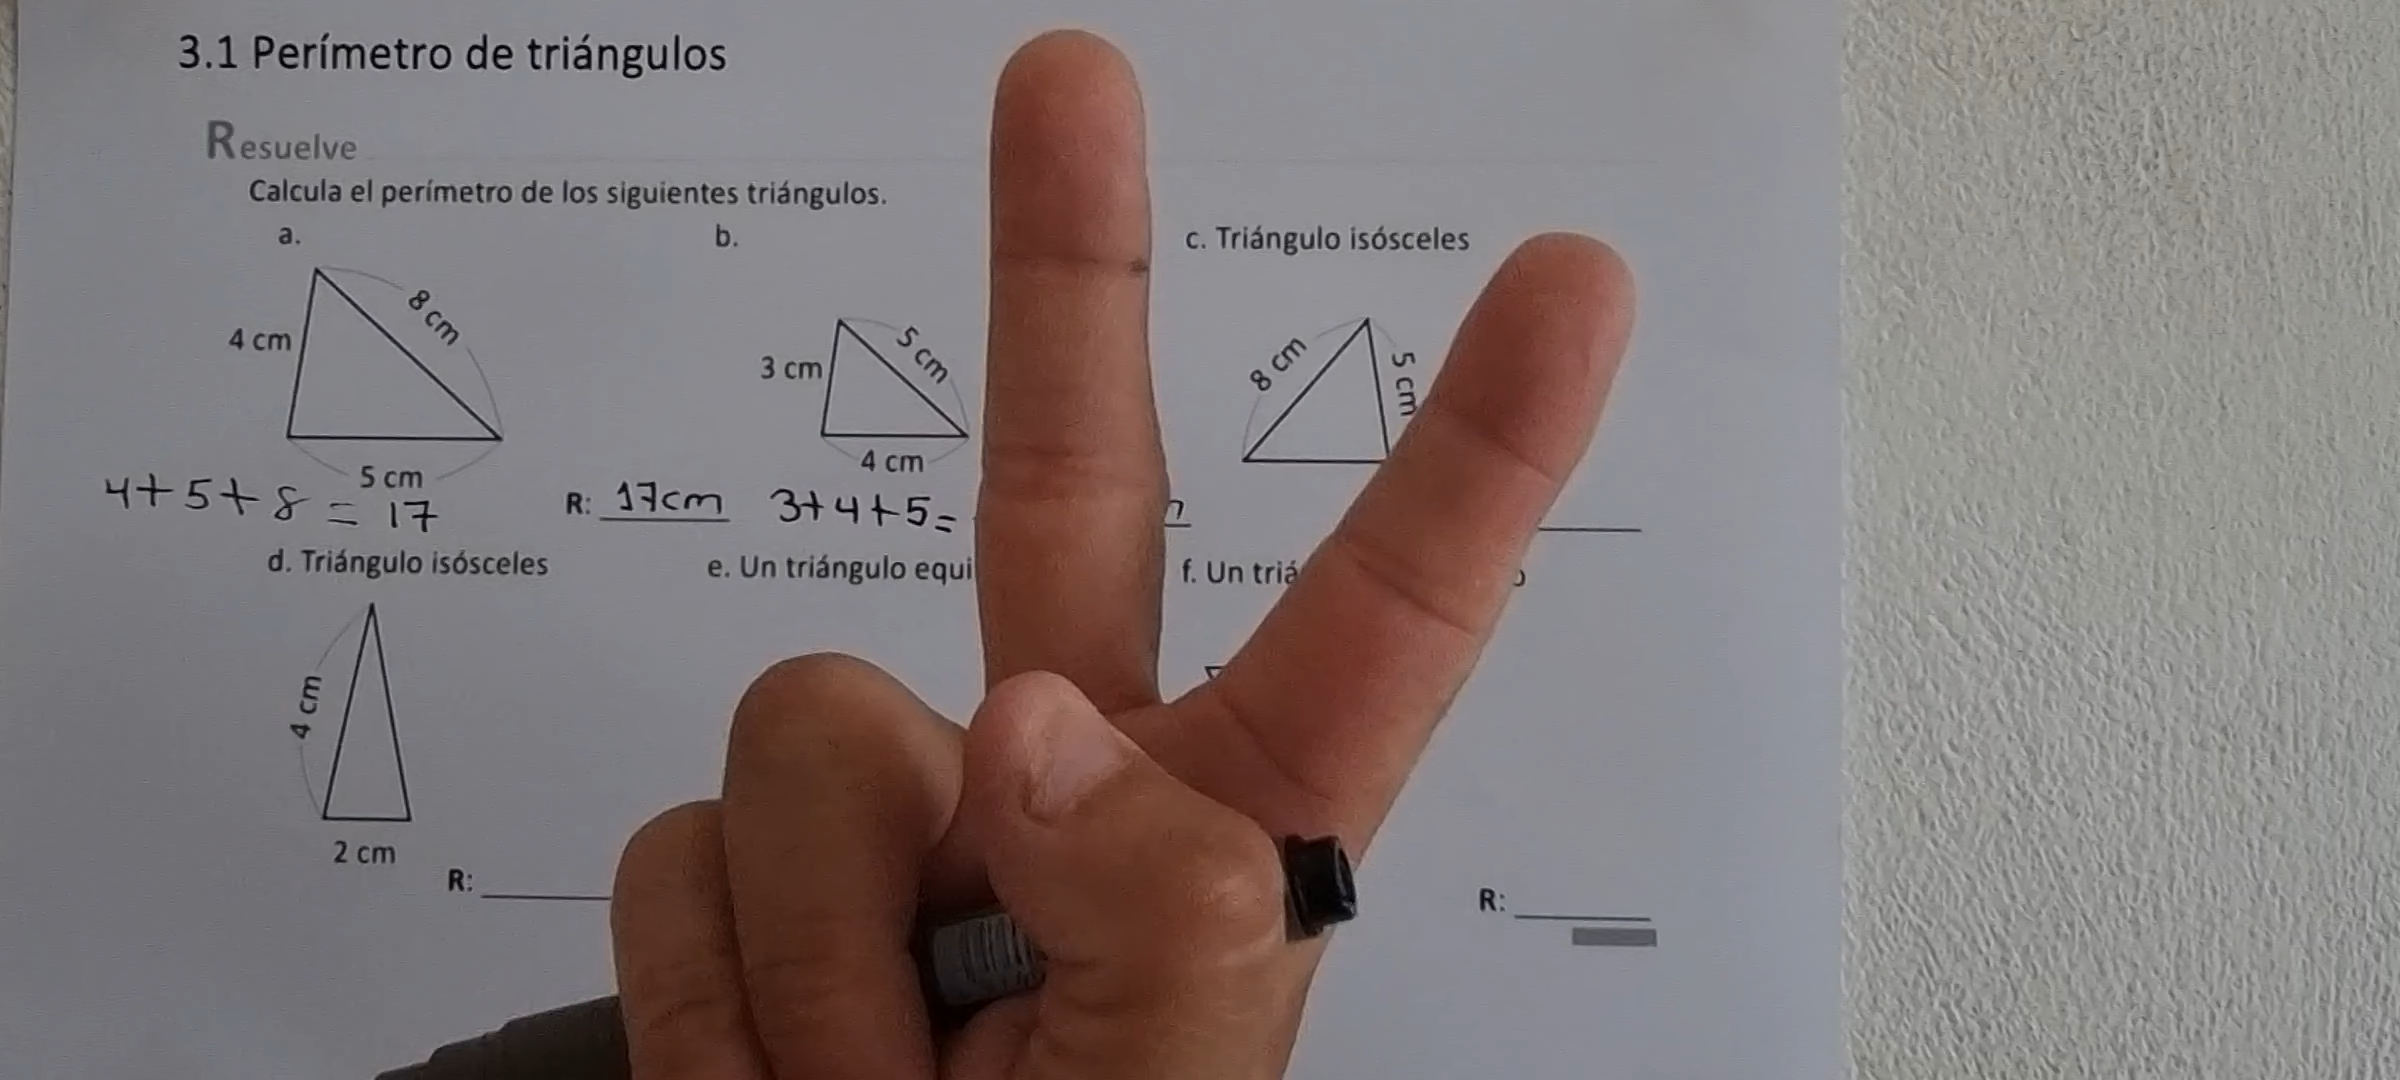 3.1 Perímetro de triángulos
Resuelve
Calcula el perímetro de los siguientes triángulos.
a.
b.
c. Triángulo isósceles
4 cm
8 cm
5 cm
3 cm
5 cm
4 cm
8 cm
5 cm
4+5+8 = 17
R: 17cm
3+4+5=
d. Triángulo isósceles
e. Un triángulo
f. Un
4 cm
2 cm
R:
R: